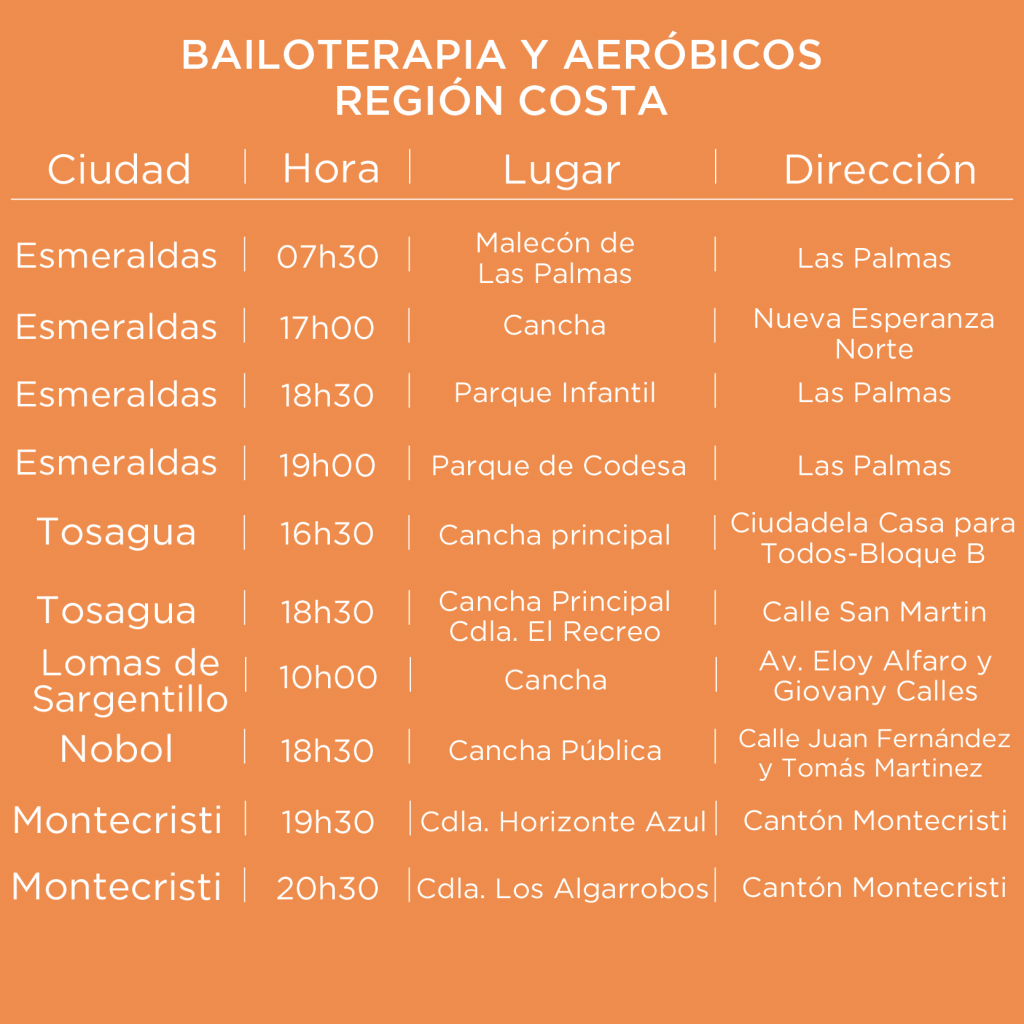 BAILOTERAPIA Y AERÓBICOS
REGIÓN COSTA
Ciudad | Hora | Lugar | Dirección
Esmeraldas | 07h30 | Malecón de
Las Palmas | Las Palmas
Esmeraldas | 17h00 | Cancha | Nueva Esperanza
Norte
Esmeraldas | 18h30 | Parque Infantil | Las Palmas
Esmeraldas | 19h00 | Parque de Codesa | Las Palmas
Tosagua | 16h30 | Cancha principal | Ciudadela Casa para
Todos-Bloque B
Tosagua | 18h30 | Cancha Principal
Cdla. El Recreo | Calle San Martin
Lomas de
Sargentillo | 10h00 | Cancha | Av. Eloy Alfaro y
Giovany Calles
Nobol | 18h30 | Cancha Pública | Calle Juan Fernández
y Tomás Martinez
Montecristi | 19h30 | Cdla. Horizonte Azul | Cantón Montecristi
Montecristi | 20h30 | Cdla. Los Algarrobos | Cantón Montecristi